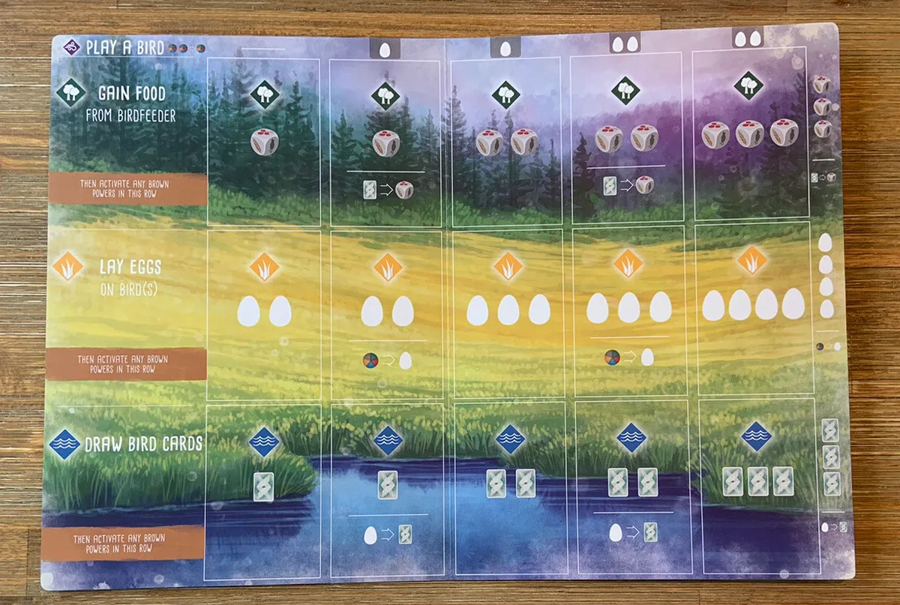 PLAY A BIRD
GAIN FOOD
FROM BIRDFEEDER
THEN ACTIVATE ANY BROWN
POWERS IN THIS ROW
LAY EGGS
ON BIRD(S)
THEN ACTIVATE ANY BROWN
POWERS IN THIS ROW
DRAW BIRD CARDS
THEN ACTIVATE ANY BROWN
POWERS IN THIS ROW